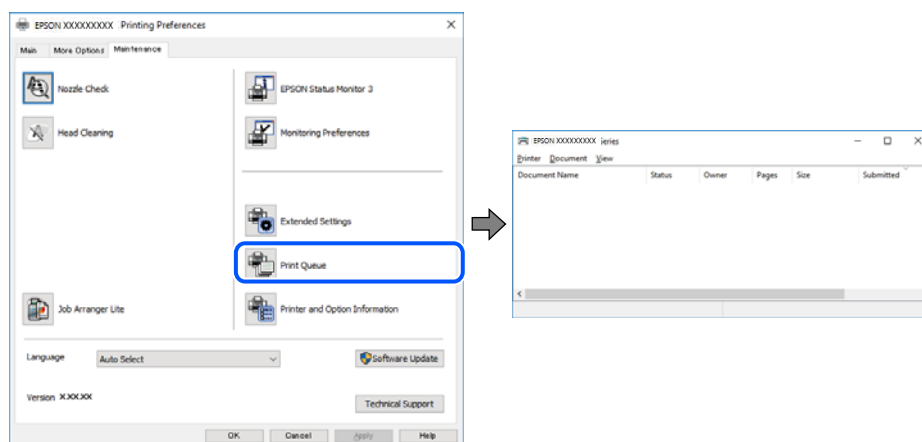 EPSON XXXXXXXXX Printing Preferences
Main More Options Maintenance
Nozzle Check
Head Cleaning
Job Arranger Lite
EPSON Status Monitor 3
Monitoring Preferences
Extended Settings
Print Queue
Printer and Option Information
Language Auto Select
Software Update
Version X.XX.XX
Technical Support
OK Cancel Apply Help
EPSON XXXXXXXXX ieries
Printer Document View
Document Name Status Owner Pages Size Submitted